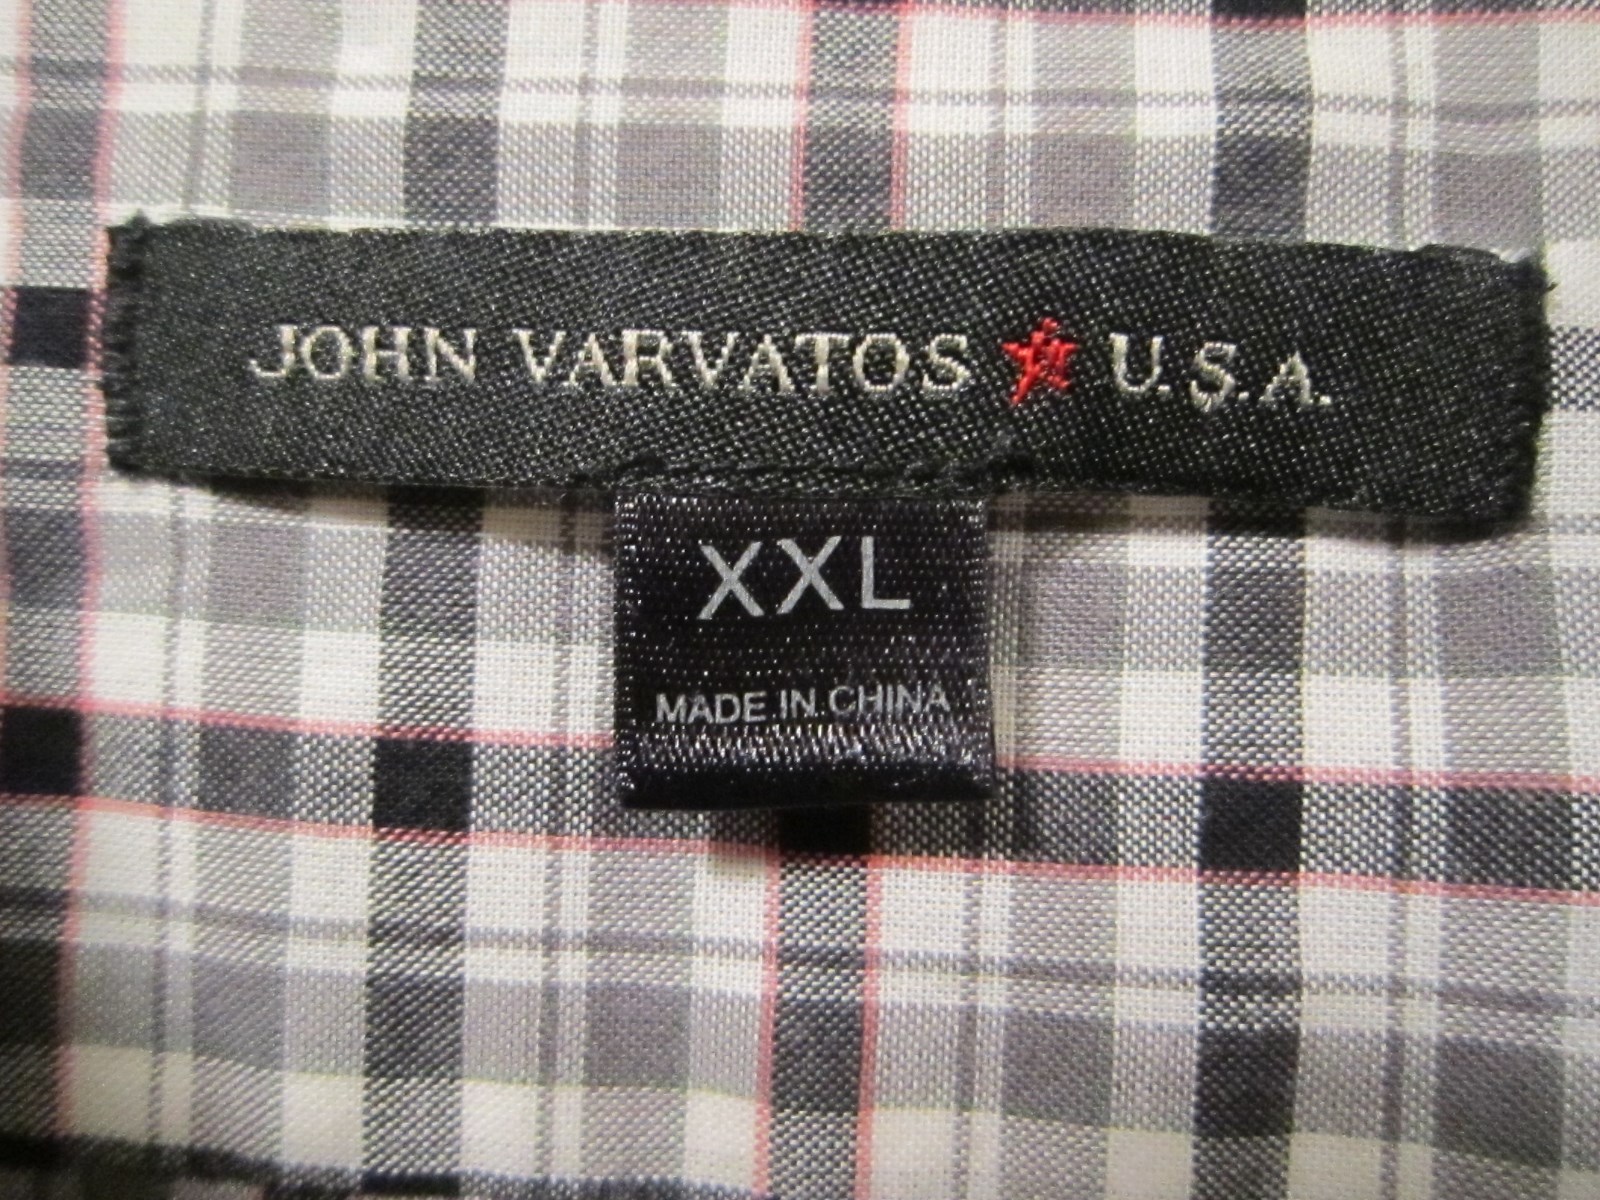 JOHN VARVATOS ★ U.S.A.
XXL
MADE IN CHINA